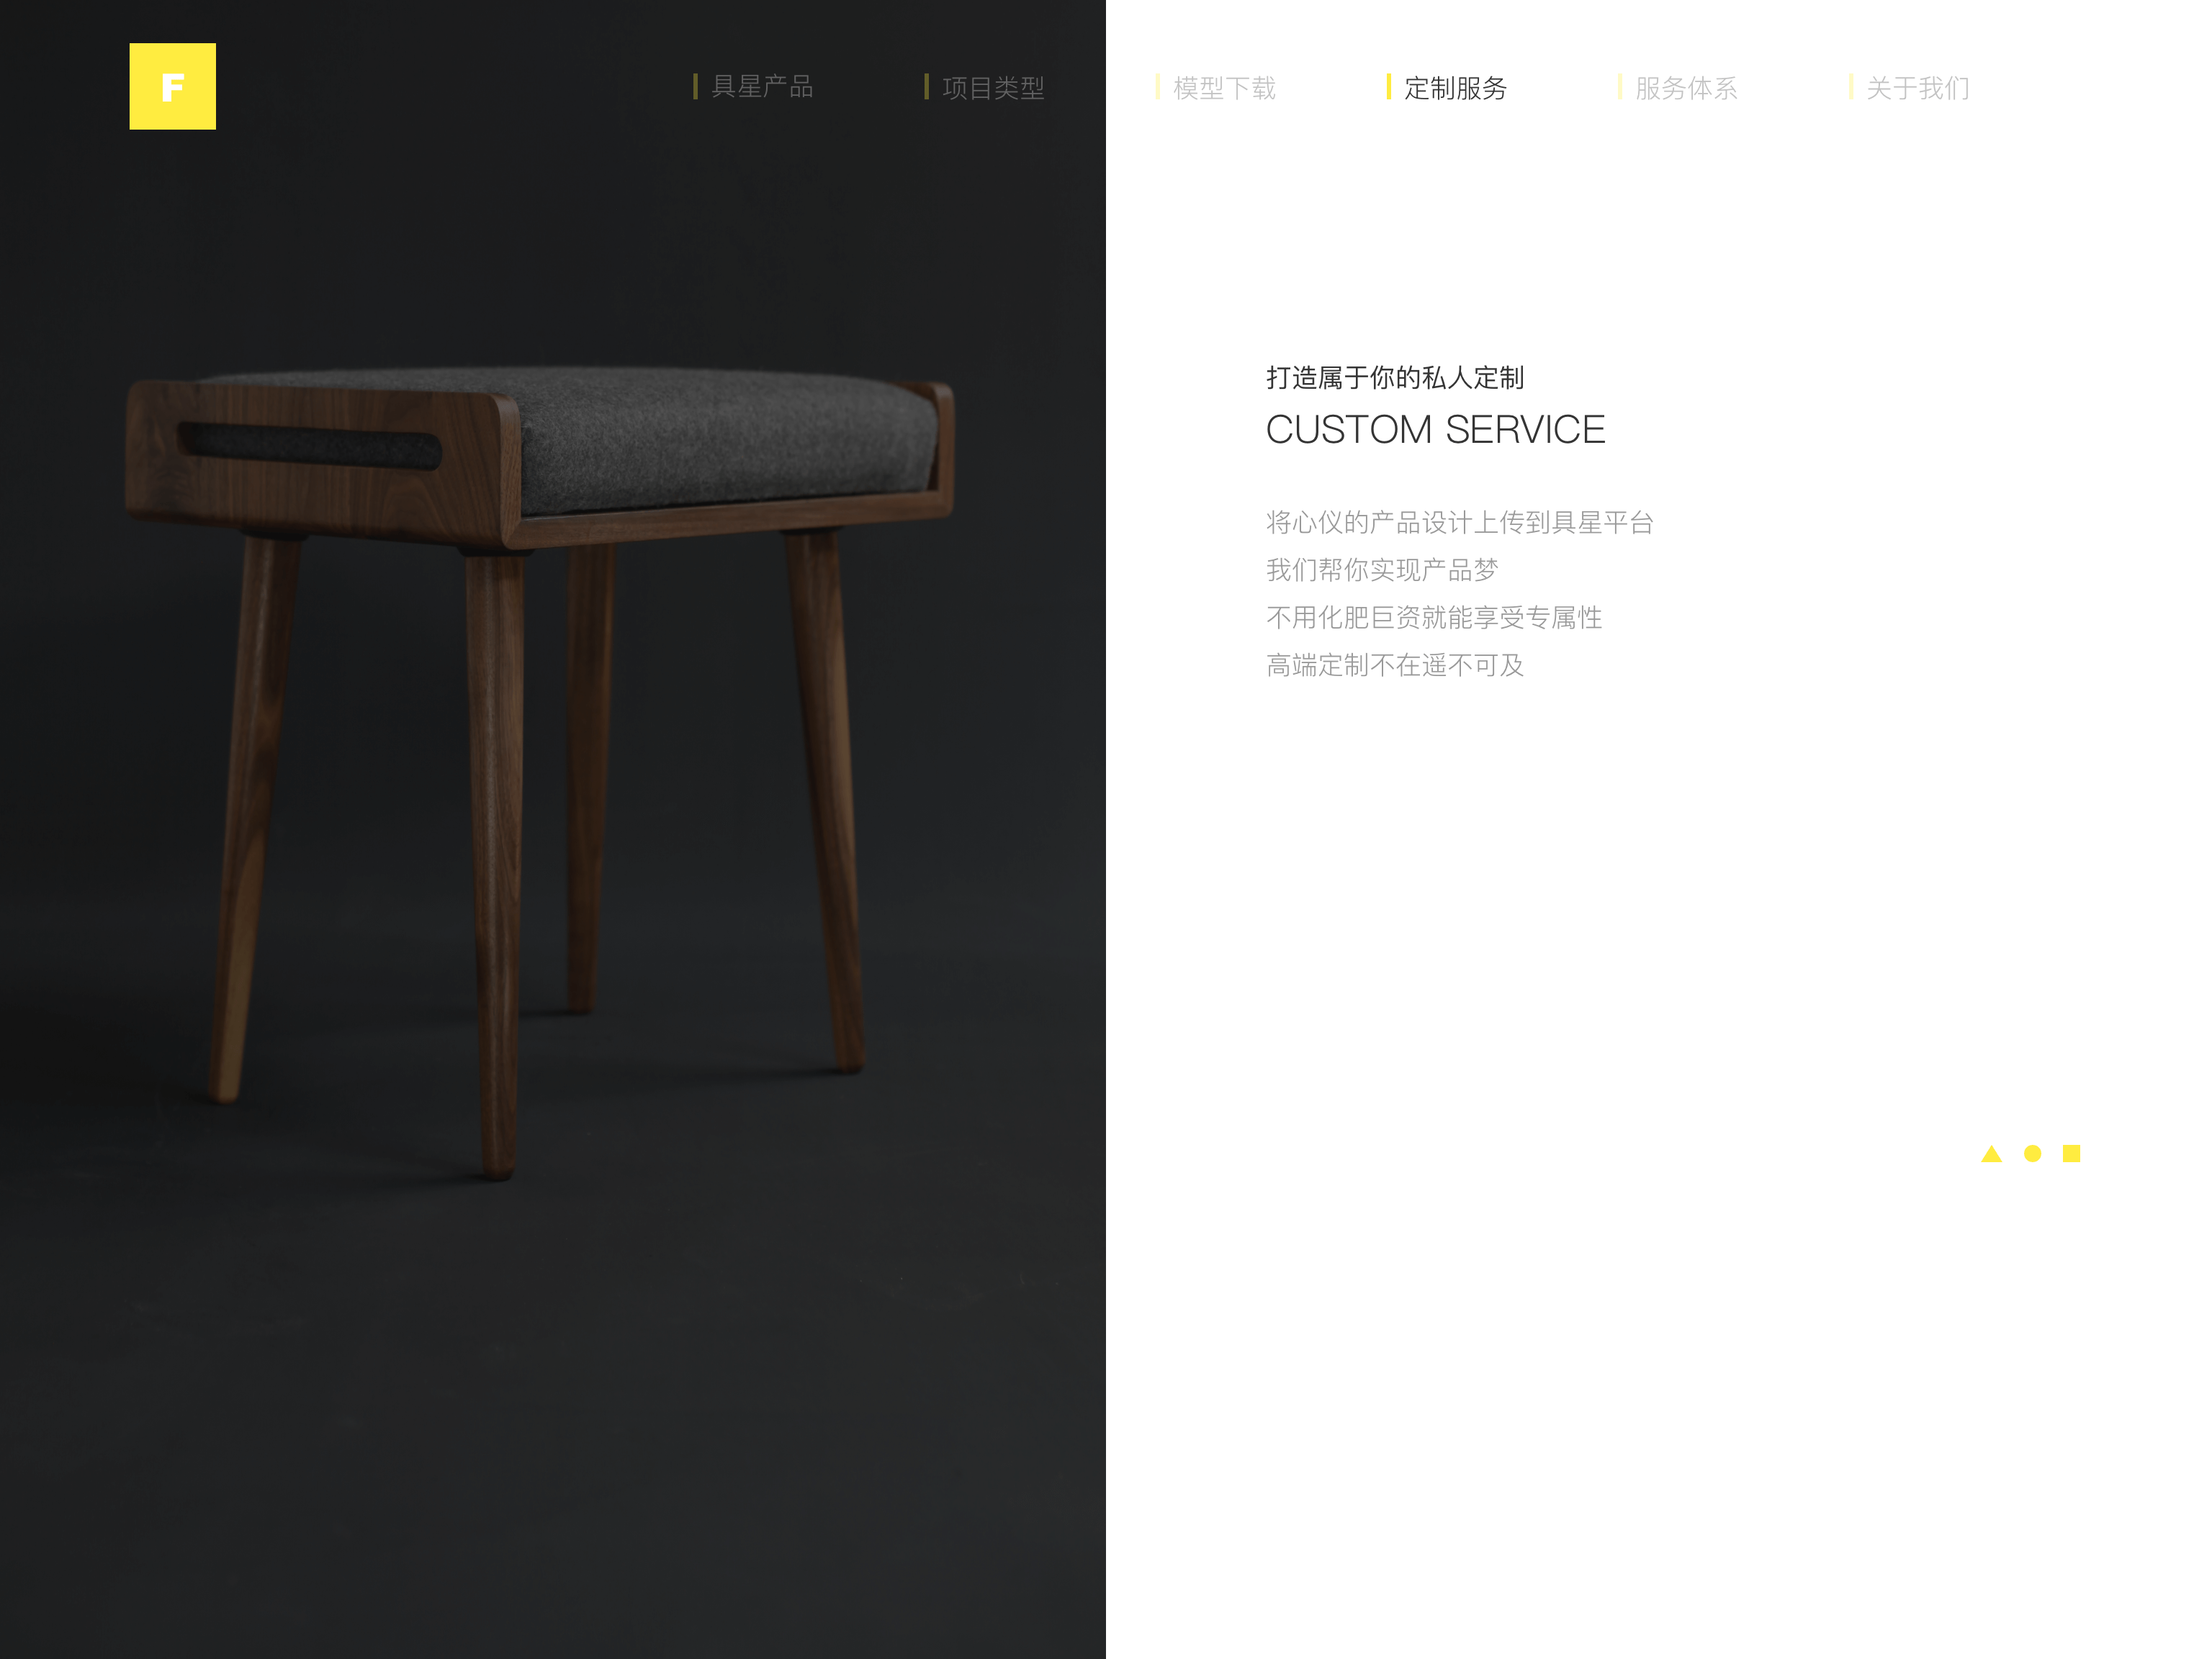 F
具星产品
项目类型
模型下载
定制服务
服务体系
关于我们
打造属于你的私人定制
CUSTOM SERVICE
将心仪的产品设计上传到具星平台
我们帮你实现产品梦
不用化肥巨资就能享受专属性
高端定制不在遥不可及